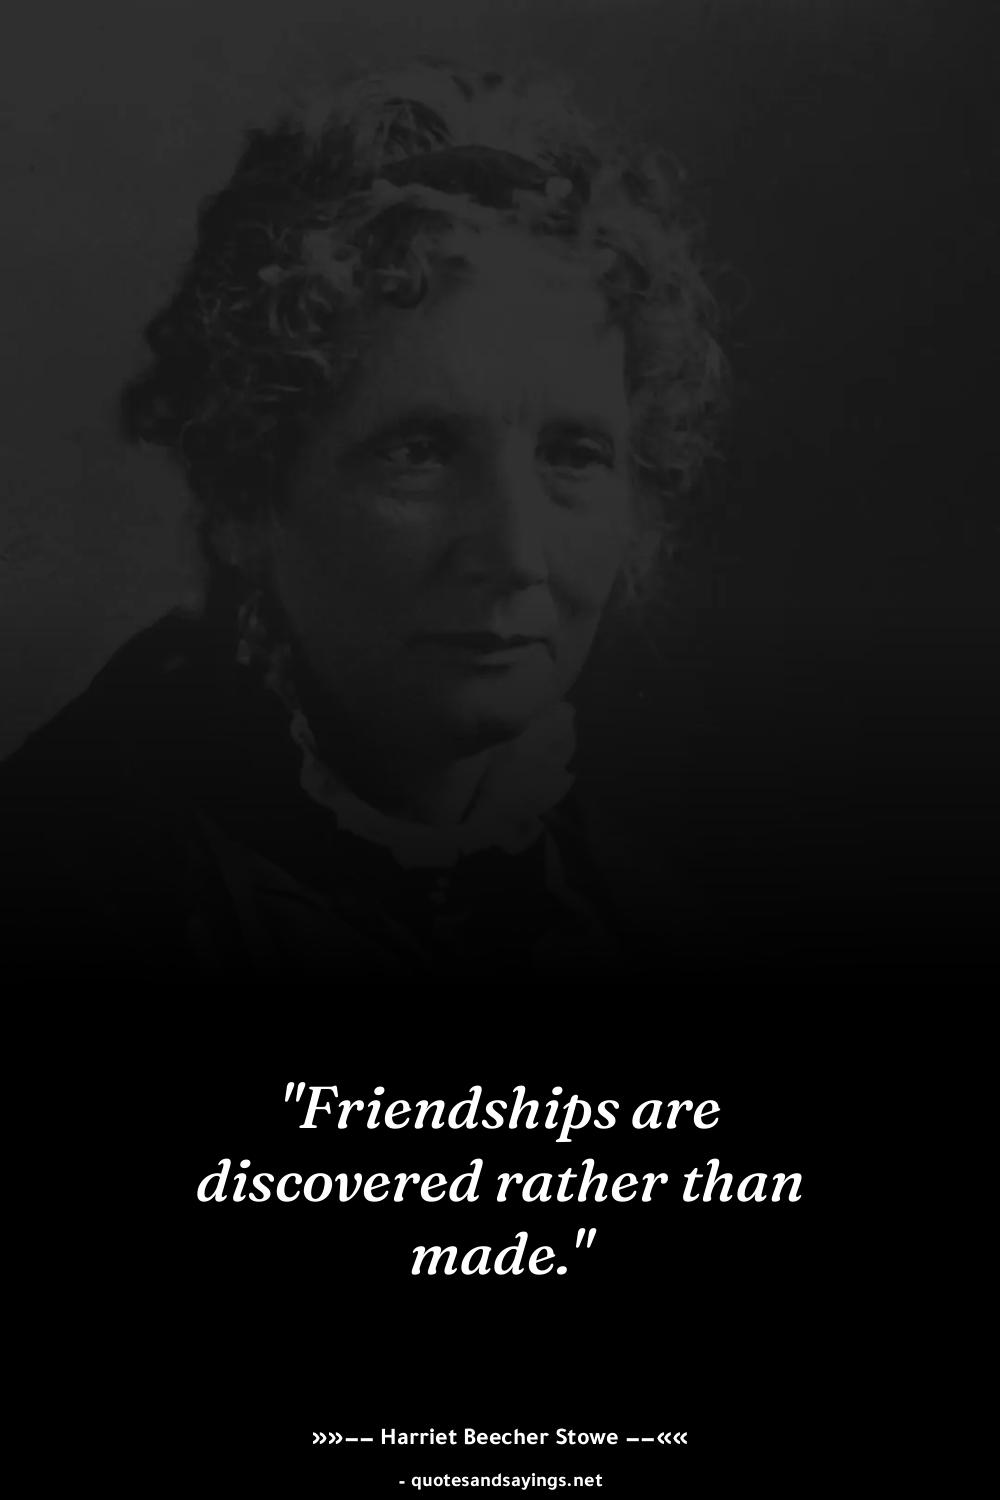 "Friendships are
discovered rather than
made."
»»−− Harriet Beecher Stowe −−««
- quotesandsayings.net